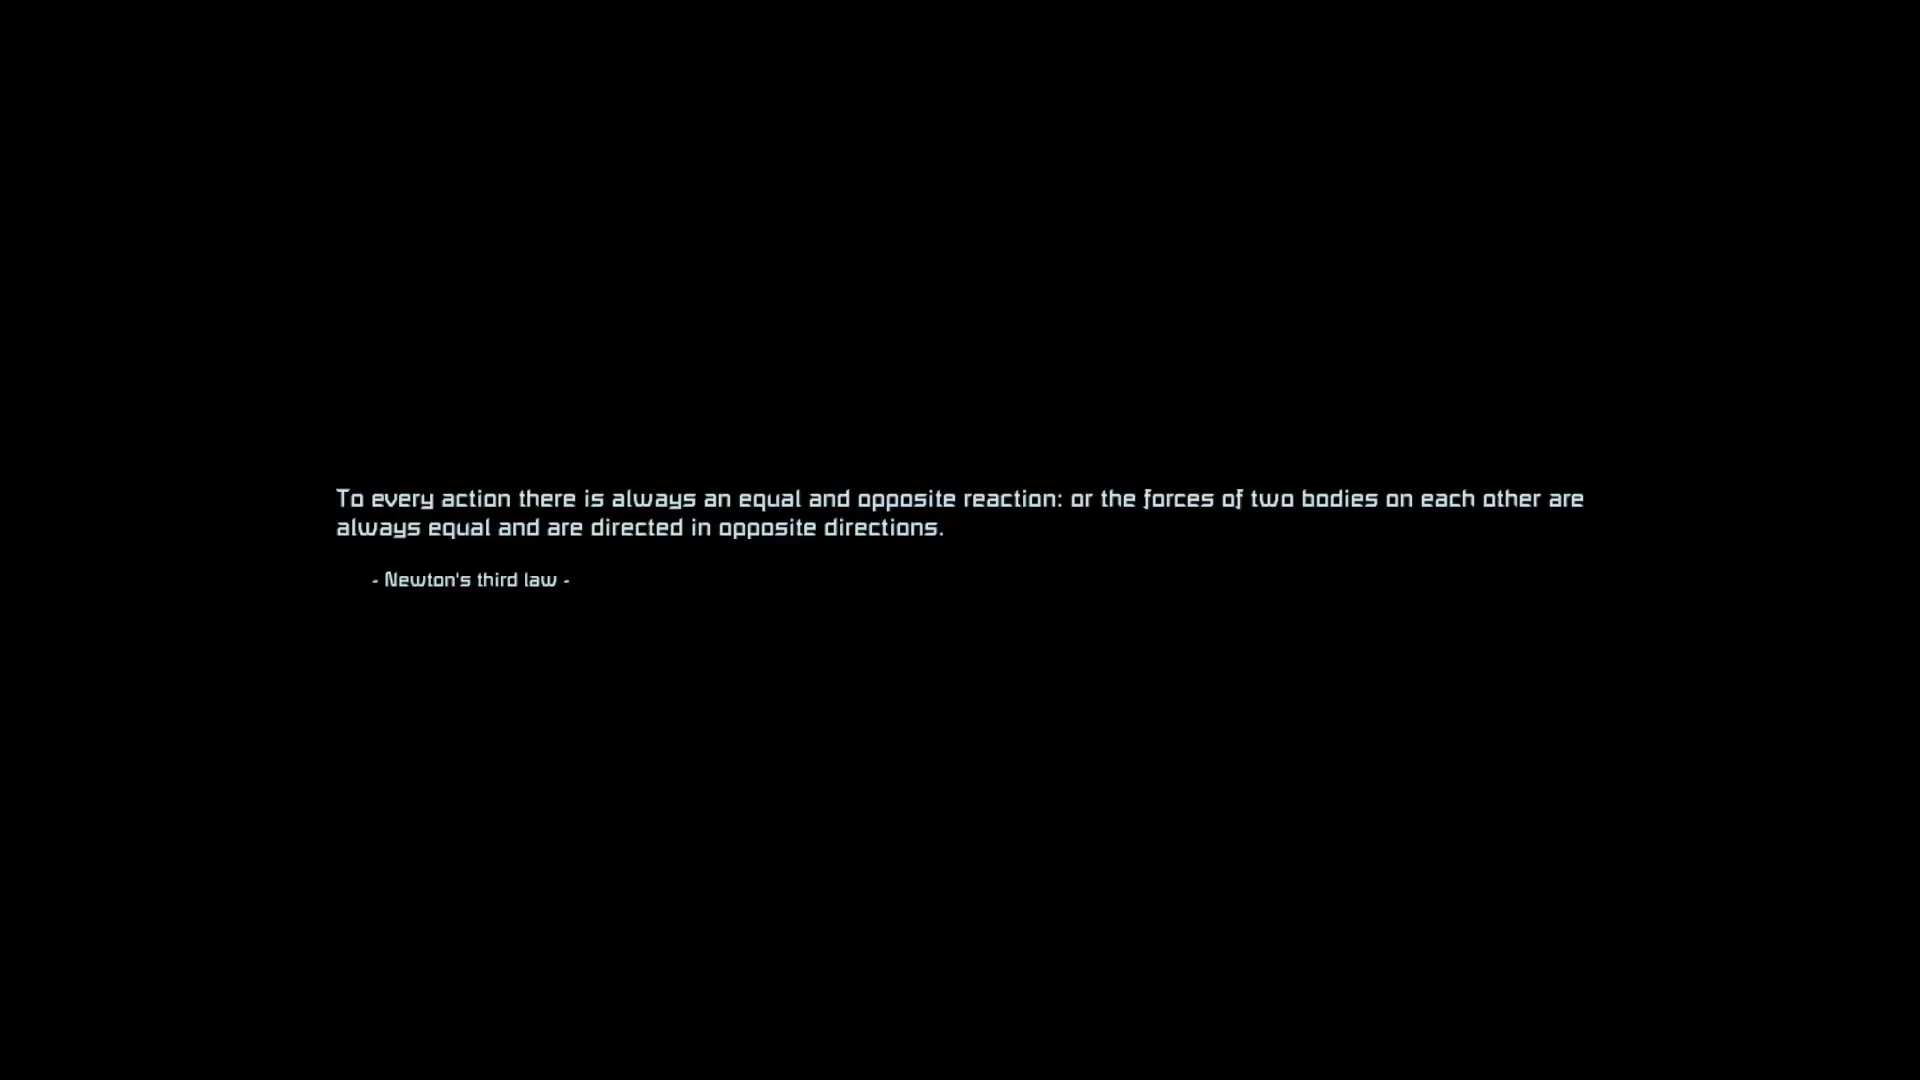 To every action there is always an equal and opposite reaction: or the forces of two bodies on each other are
always equal and are directed in opposite directions.
- Newton's third law -